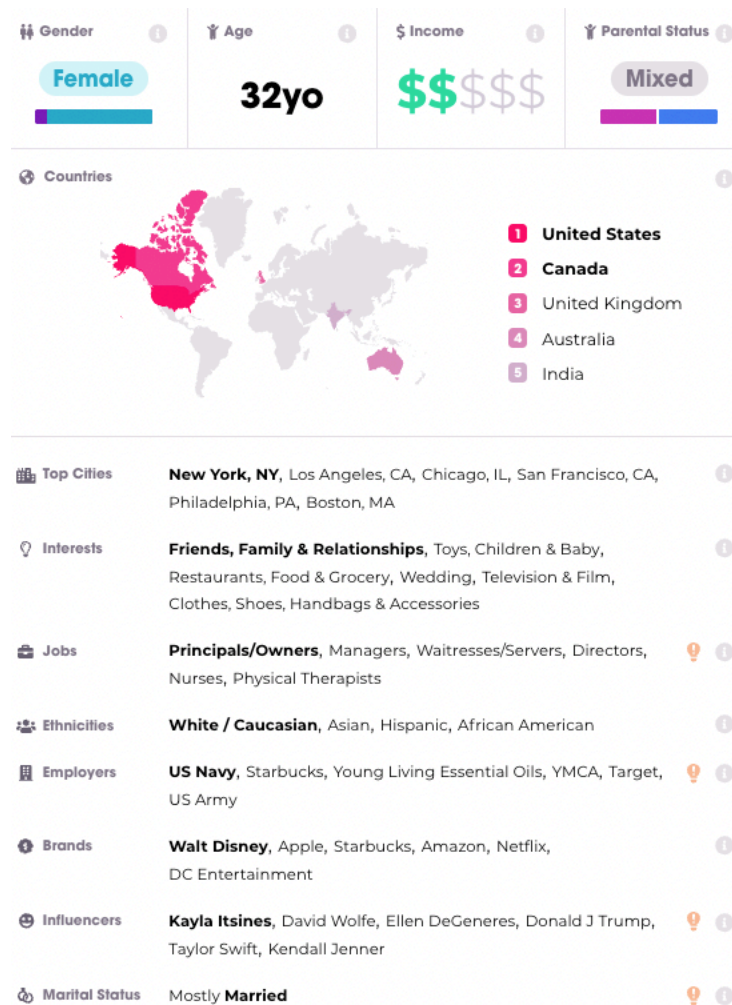 Gender
Age
$ Income
Parental Status
Female
32yo
$$$$$
Mixed
Countries
1 United States
2 Canada
3 United Kingdom
4 Australia
5 India
Top Cities
New York, NY, Los Angeles, CA, Chicago, IL, San Francisco, CA,
Philadelphia, PA, Boston, MA
Interests
Friends, Family & Relationships, Toys, Children & Baby,
Restaurants, Food & Grocery, Wedding, Television & Film,
Clothes, Shoes, Handbags & Accessories
Jobs
Principals/Owners, Managers, Waitresses/Servers, Directors,
Nurses, Physical Therapists
Ethnicities
White / Caucasian, Asian, Hispanic, African American
Employers
US Navy, Starbucks, Young Living Essential Oils, YMCA, Target,
US Army
Brands
Walt Disney, Apple, Starbucks, Amazon, Netflix,
DC Entertainment
Influencers
Kayla Itsines, David Wolfe, Ellen DeGeneres, Donald J Trump,
Taylor Swift, Kendall Jenner
Marital Status
Mostly Married